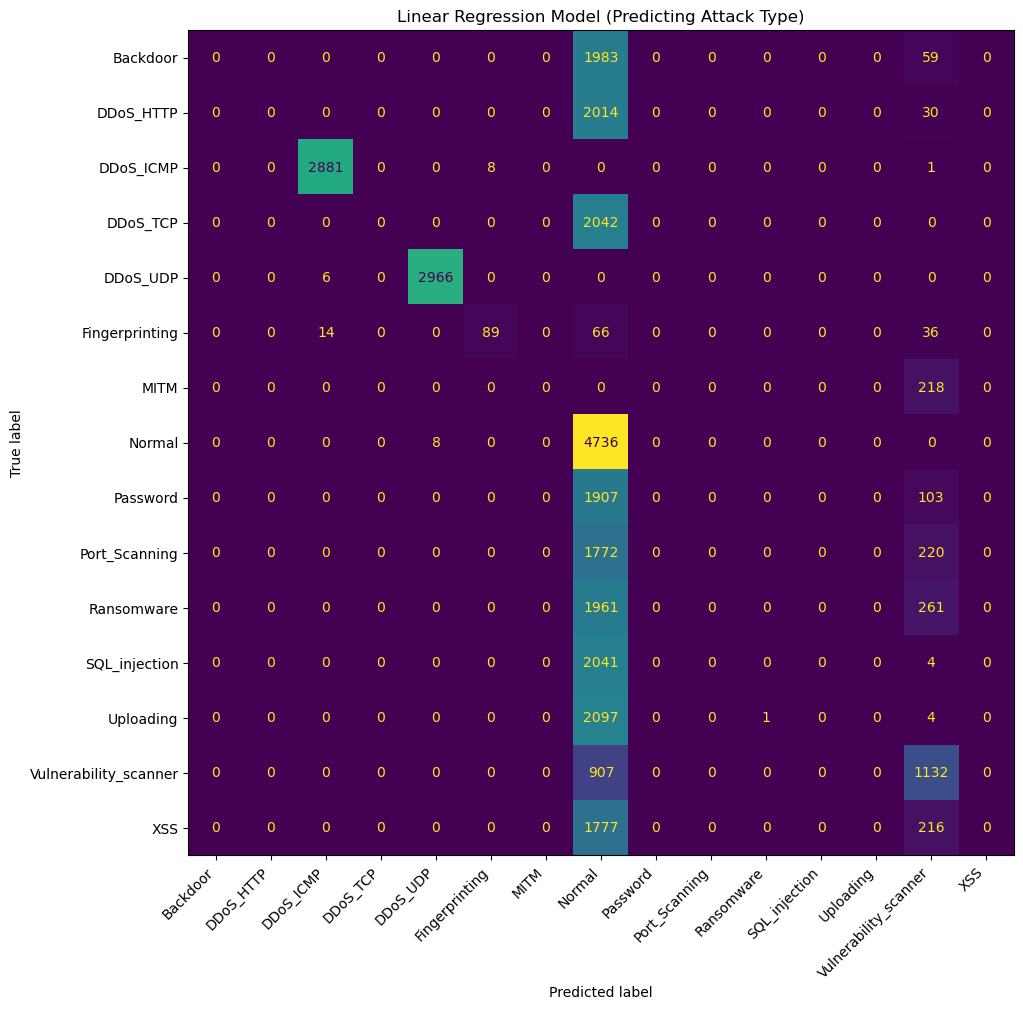 Linear Regression Model (Predicting Attack Type)
Backdoor 0 0 0 0 0 0 0 1983 0 0 0 0 0 59 0
DDoS_HTTP 0 0 0 0 0 0 0 2014 0 0 0 0 0 30 0
DDoS_ICMP 0 0 2881 0 0 8 0 0 0 0 0 0 0 1 0
DDoS_TCP 0 0 0 0 0 0 0 2042 0 0 0 0 0 0 0
DDoS_UDP 0 0 6 0 2966 0 0 0 0 0 0 0 0 0 0
Fingerprinting 0 0 14 0 0 89 0 66 0 0 0 0 0 36 0
MITM 0 0 0 0 0 0 0 0 0 0 0 0 0 218 0
Normal 0 0 0 0 8 0 0 4736 0 0 0 0 0 0 0
Password 0 0 0 0 0 0 0 1907 0 0 0 0 0 103 0
Port_Scanning 0 0 0 0 0 0 0 1772 0 0 0 0 0 220 0
Ransomware 0 0 0 0 0 0 0 1961 0 0 0 0 0 261 0
SQL_injection 0 0 0 0 0 0 0 2041 0 0 0 0 0 4 0
Uploading 0 0 0 0 0 0 0 2097 0 0 1 0 0 4 0
Vulnerability_scanner 0 0 0 0 0 0 0 907 0 0 0 0 0 1132 0
XSS 0 0 0 0 0 0 0 1777 0 0 0 0 0 216 0
True label
Backdoor DDoS_HTTP DDoS_ICMP DDoS_TCP DDoS_UDP Fingerprinting MITM Normal Password Port_Scanning Ransomware SQL_injection Uploading Vulnerability_scanner XSS
Predicted label